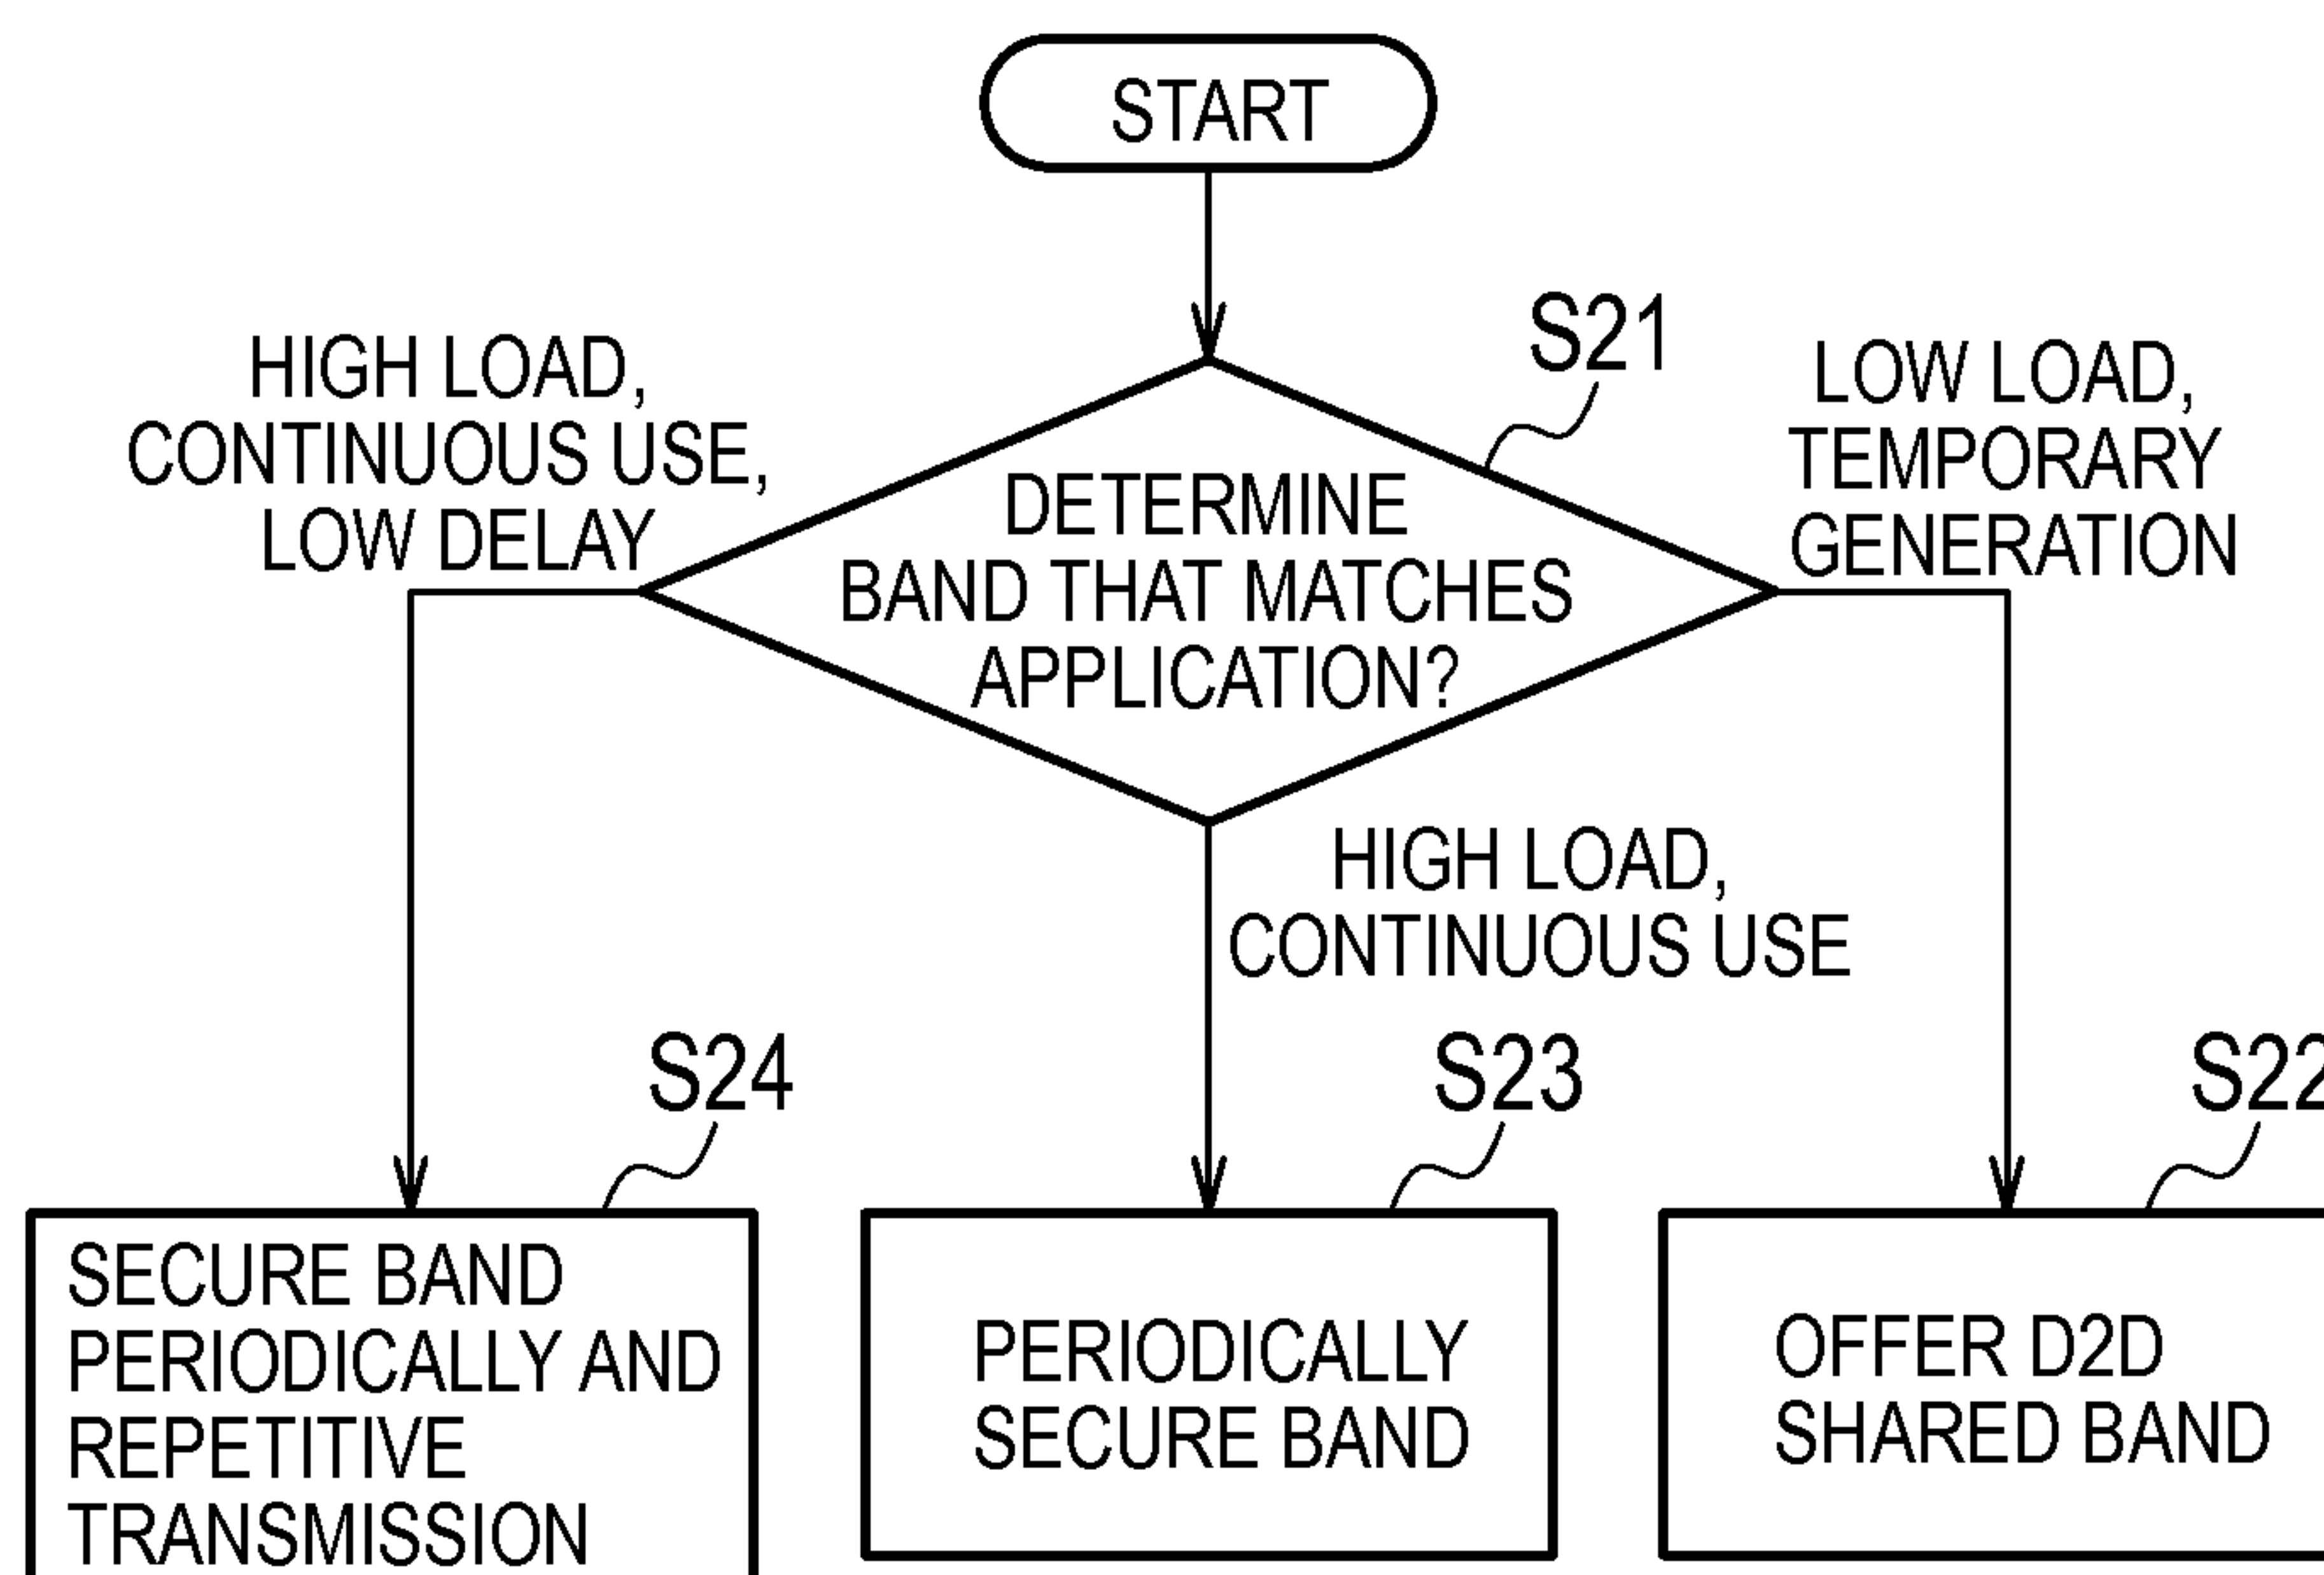 START
S21
HIGH LOAD,
CONTINUOUS USE,
LOW DELAY
DETERMINE
BAND THAT MATCHES
APPLICATION?
LOW LOAD,
TEMPORARY
GENERATION
HIGH LOAD,
CONTINUOUS USE
S24
S23
S22
SECURE BAND
PERIODICALLY AND
REPETITIVE
TRANSMISSION
PERIODICALLY
SECURE BAND
OFFER D2D
SHARED BAND